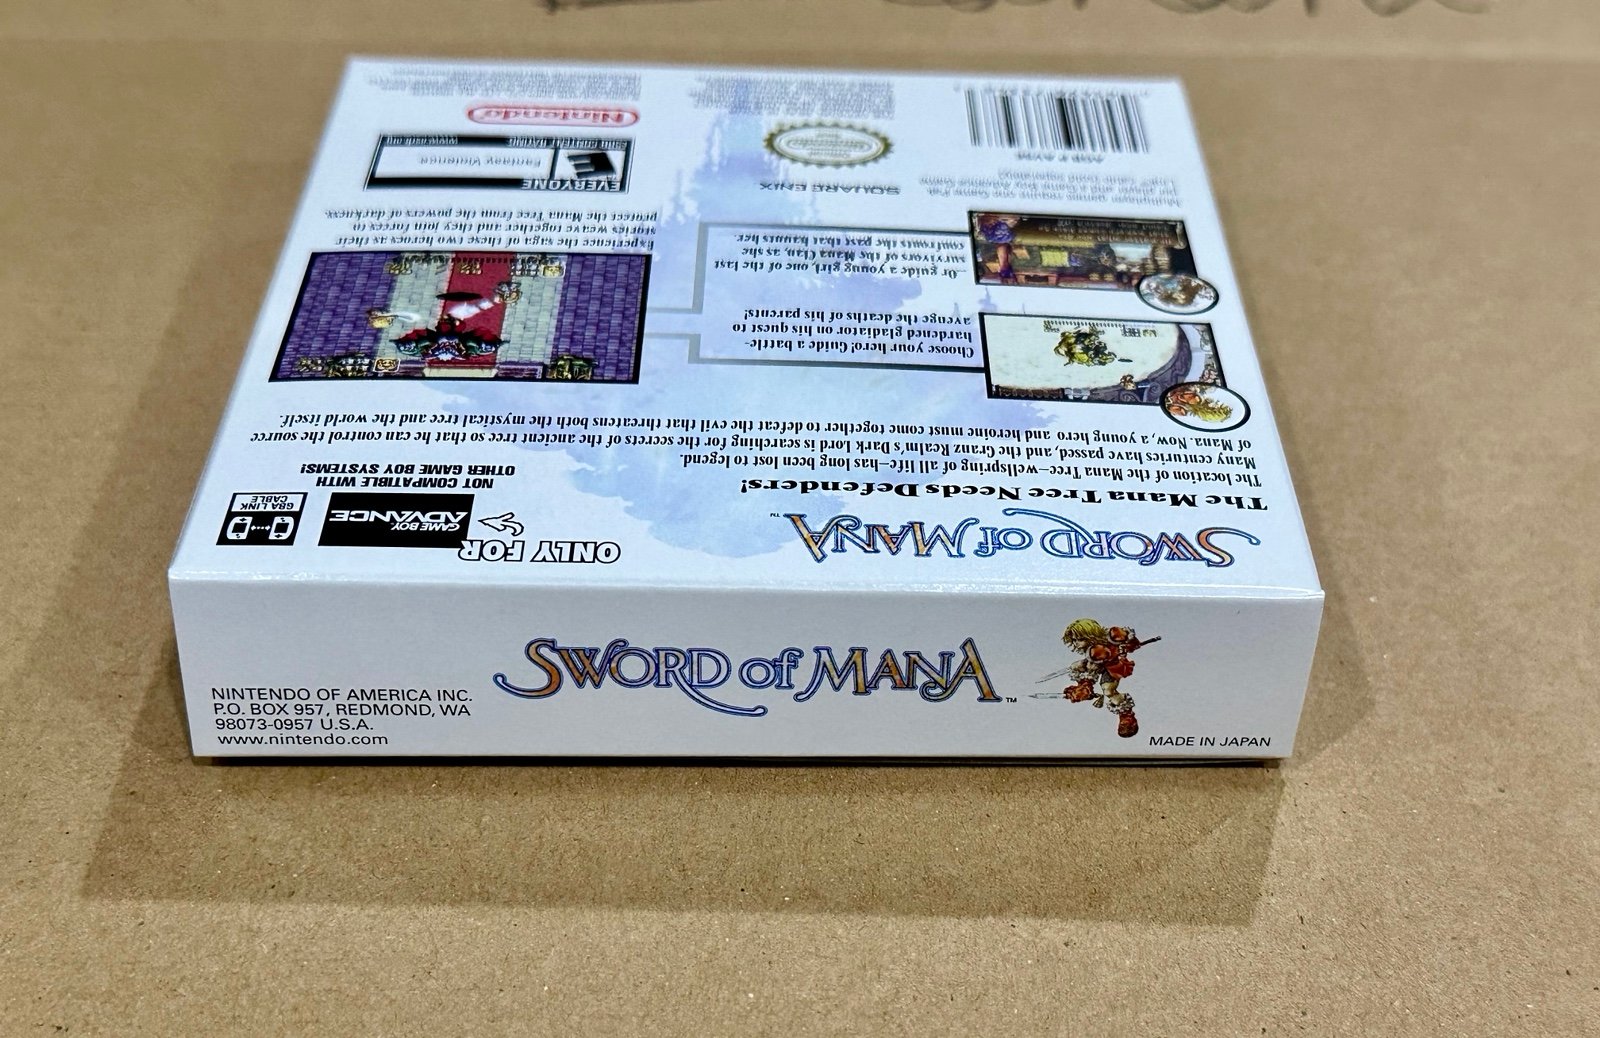 SWORD of MANA™
ONLY FOR
GAME BOY ADVANCE
NOT COMPATIBLE WITH
OTHER GAME BOY SYSTEMS!
GBA LINK
CABLE
The Mana Tree Needs Defenders!
The location of the Mana Tree—wellspring of all life—has long been lost to legend.
Many centuries have passed, and the Granz Realm's Dark Lord is searching for the secrets of the ancient tree so that he can control the source
of Mana. Now, a young hero and heroine must come together to defeat the evil that threatens both the mystical tree and the world itself.
Choose your hero! Guide a battle-
hardened gladiator on his quest to
avenge the deaths of his parents!
—Or guide a young girl, one of the last
survivors of the Mana Clan, as she
confronts the past that haunts her.
Experience the saga of these two heroes as their
stories weave together and they join forces to
protect the Mana Tree from the powers of darkness.
SQUARE ENIX
EVERYONE
E
Fantasy Violence
Nintendo
SWORD of MANA™
NINTENDO OF AMERICA INC.
P.O. BOX 957, REDMOND, WA
98073-0957 U.S.A.
www.nintendo.com
MADE IN JAPAN